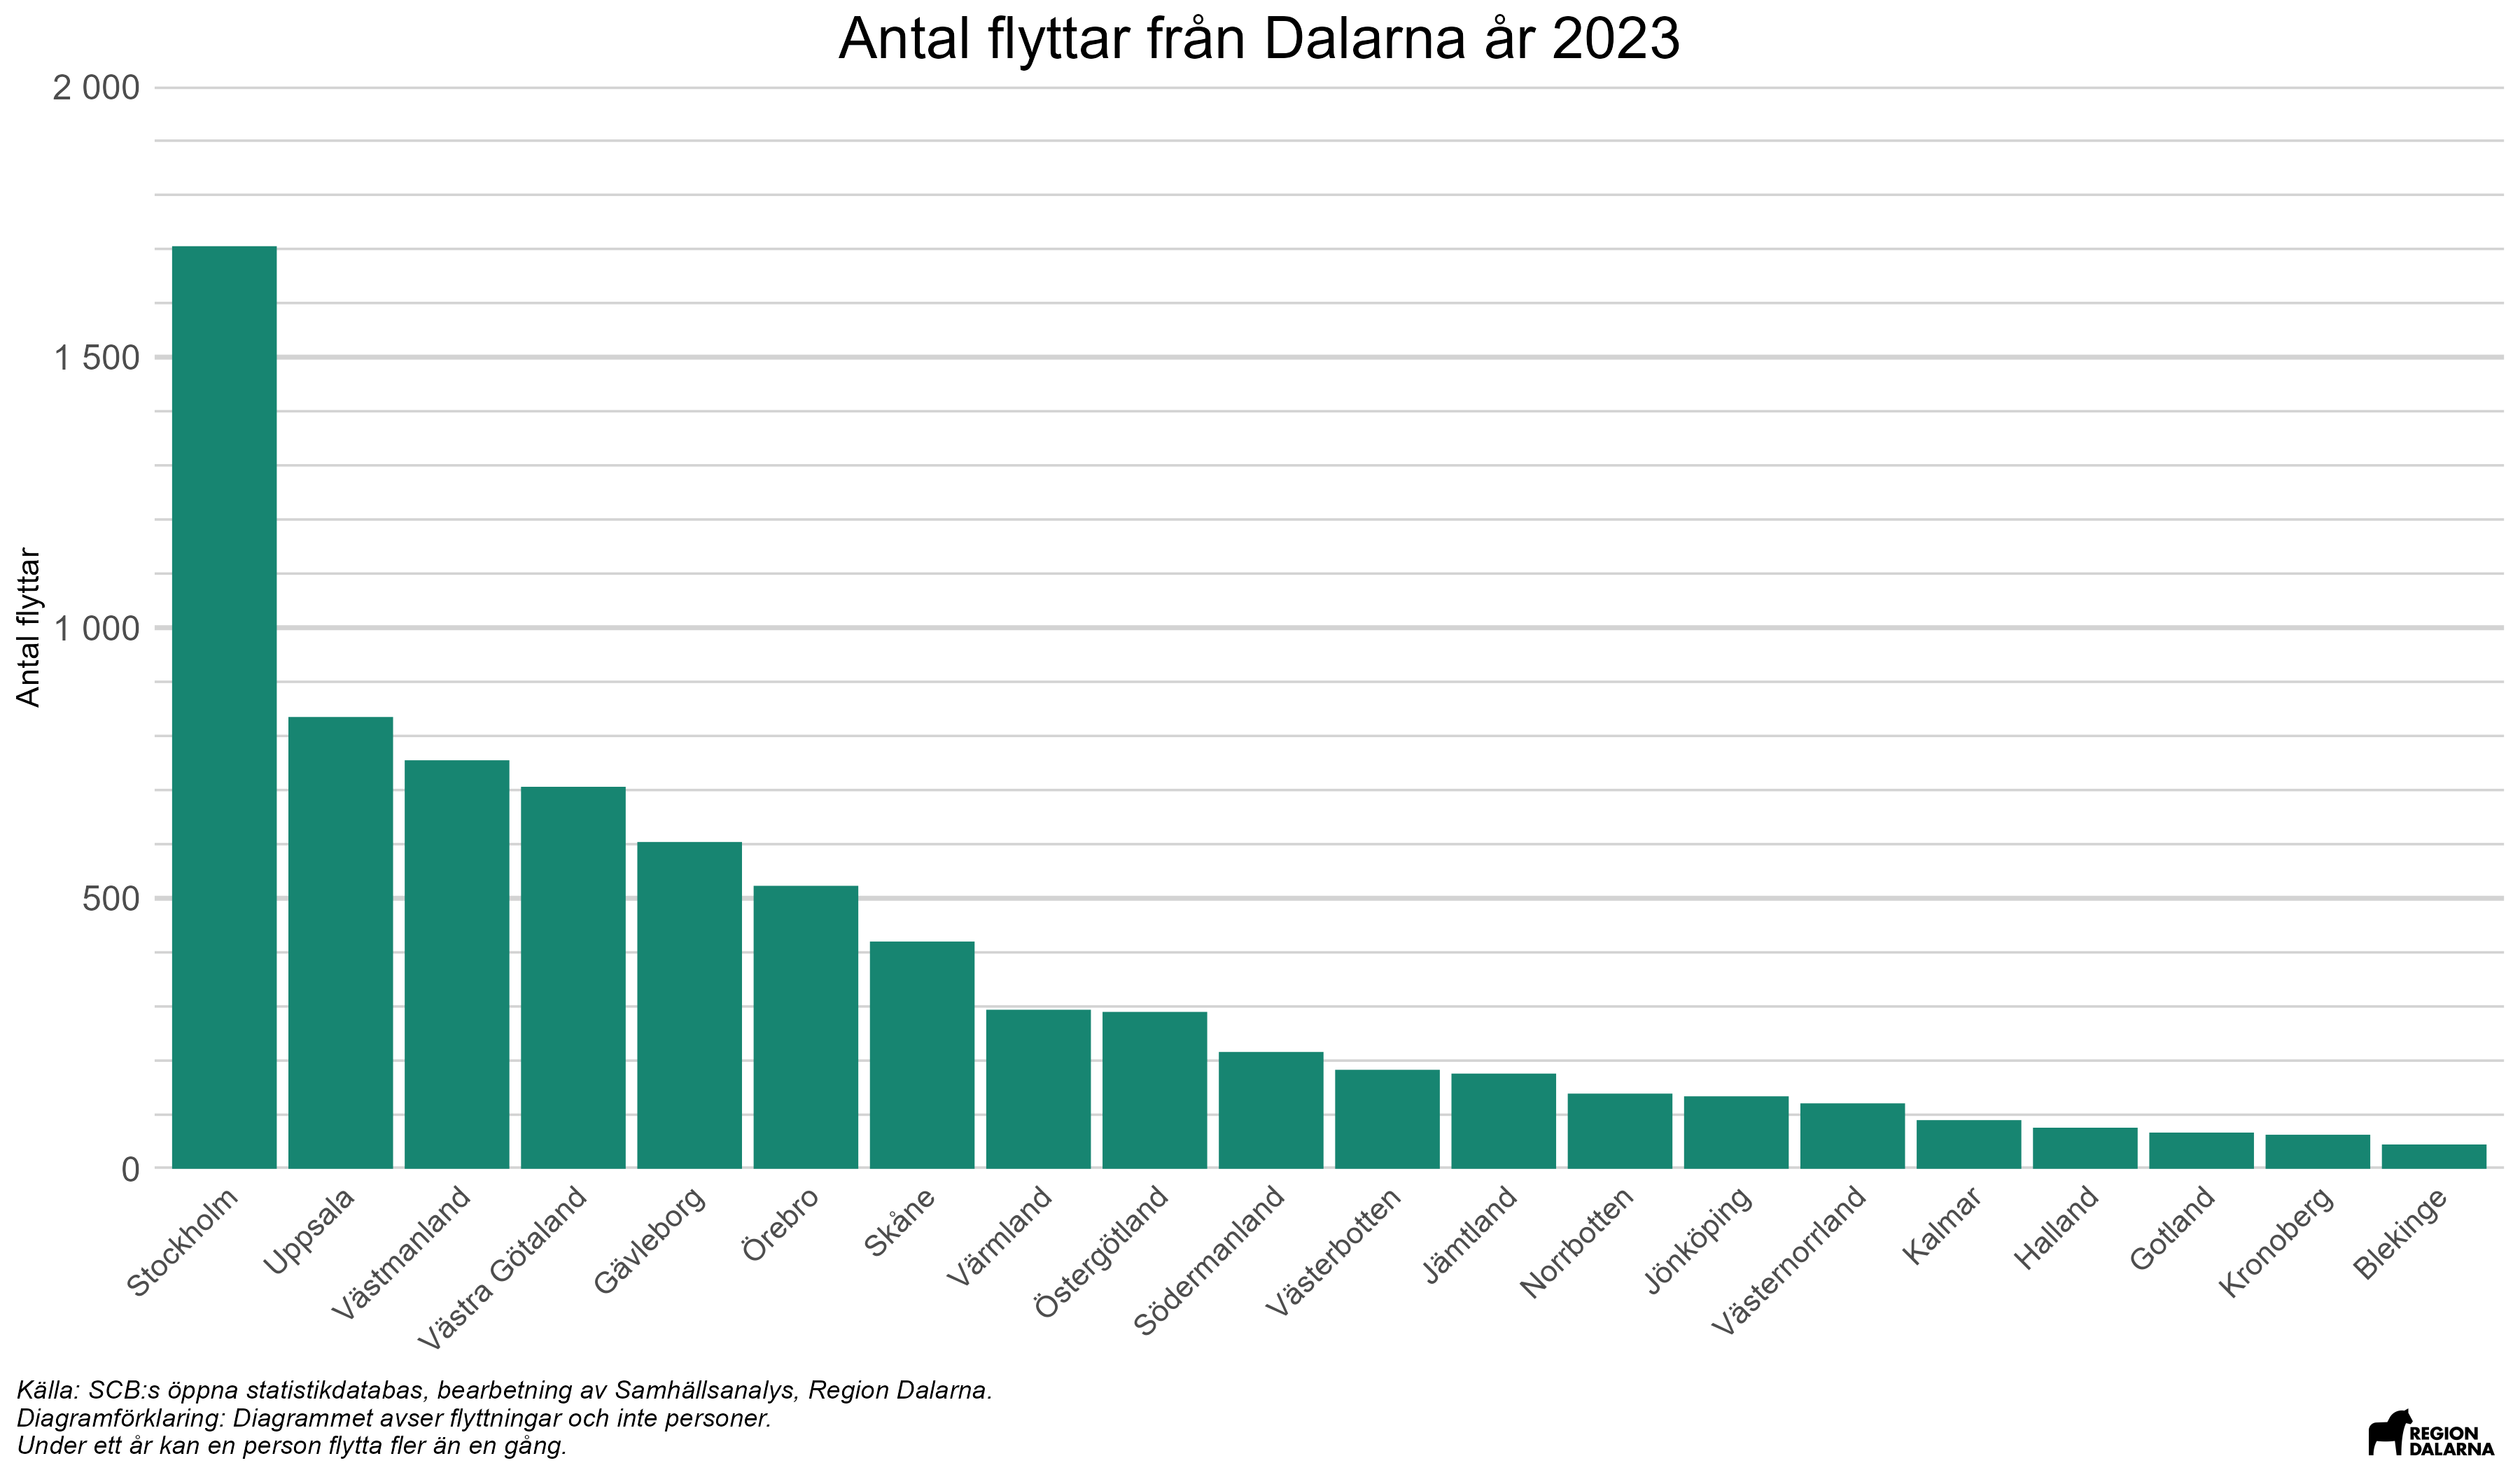 Antal flyttar från Dalarna år 2023
Antal flyttar
2 000
1 500
1 000
500
0
Stockholm
Uppsala
Västmanland
Västra Götaland
Gävleborg
Örebro
Skåne
Värmland
Östergötland
Södermanland
Västerbotten
Jämtland
Norrbotten
Jönköping
Västernorrland
Kalmar
Halland
Gotland
Kronoberg
Blekinge
Källa: SCB:s öppna statistikdatabas, bearbetning av Samhällsanalys, Region Dalarna.
Diagramförklaring: Diagrammet avser flyttningar och inte personer.
Under ett år kan en person flytta fler än en gång.
REGION
DALARNA